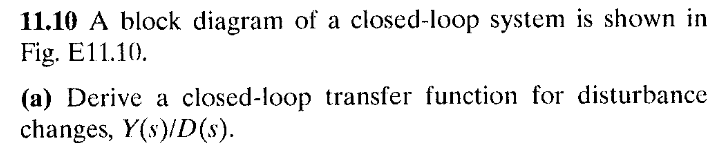 11.10 A block diagram of a closed-loop system is shown in
Fig. E11.10.
(a) Derive a closed-loop transfer function for disturbance
changes, Y(s)/D(s).